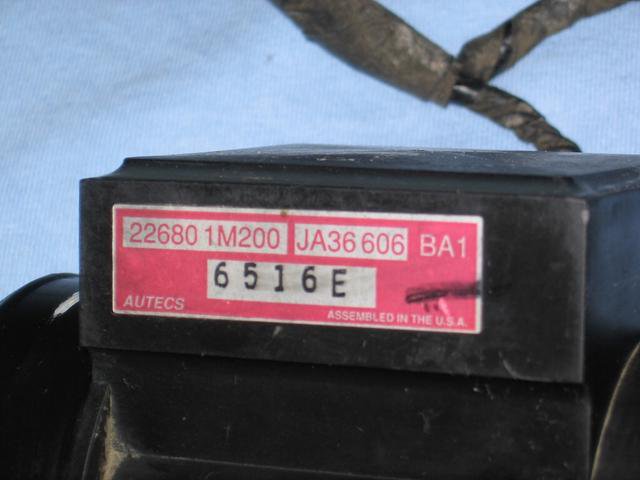 22680 1M200 JA36 606 BA1
6516E
AUTECS ASSEMBLED IN THE U.S.A.